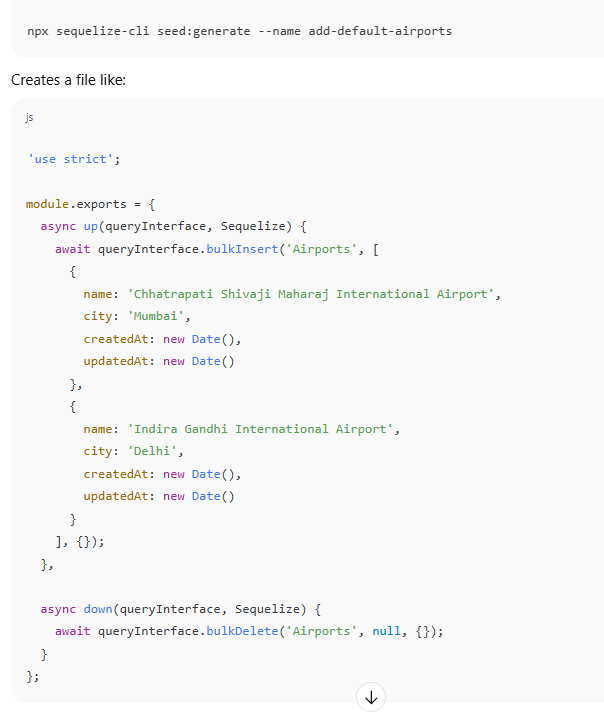 npx sequelize-cli seed:generate --name add-default-airports
Creates a file like:
js
'use strict';
module.exports = {
  async up(queryInterface, Sequelize) {
    await queryInterface.bulkInsert('Airports', [
      {
        name: 'Chhatrapati Shivaji Maharaj International Airport',
        city: 'Mumbai',
        createdAt: new Date(),
        updatedAt: new Date()
      },
      {
        name: 'Indira Gandhi International Airport',
        city: 'Delhi',
        createdAt: new Date(),
        updatedAt: new Date()
      }
    ], {});
  },
  async down(queryInterface, Sequelize) {
    await queryInterface.bulkDelete('Airports', null, {});
  }
};